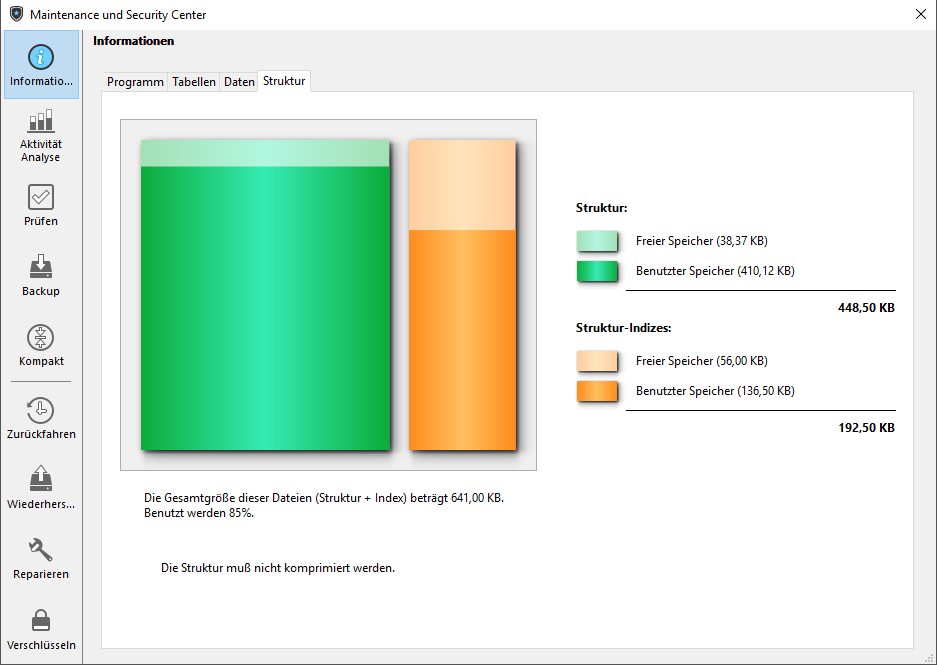 Maintenance und Security Center
Informationen
Informatio...
Aktivität
Analyse
Prüfen
Backup
Kompakt
Zurückfahren
Wiederhers...
Reparieren
Verschlüsseln
Programm Tabellen Daten Struktur
Struktur:
Freier Speicher (38,37 KB)
Benutzter Speicher (410,12 KB)
448,50 KB
Struktur-Indizes:
Freier Speicher (56,00 KB)
Benutzter Speicher (136,50 KB)
192,50 KB
Die Gesamtgröße dieser Dateien (Struktur + Index) beträgt 641,00 KB.
Benutzt werden 85%.
Die Struktur muß nicht komprimiert werden.